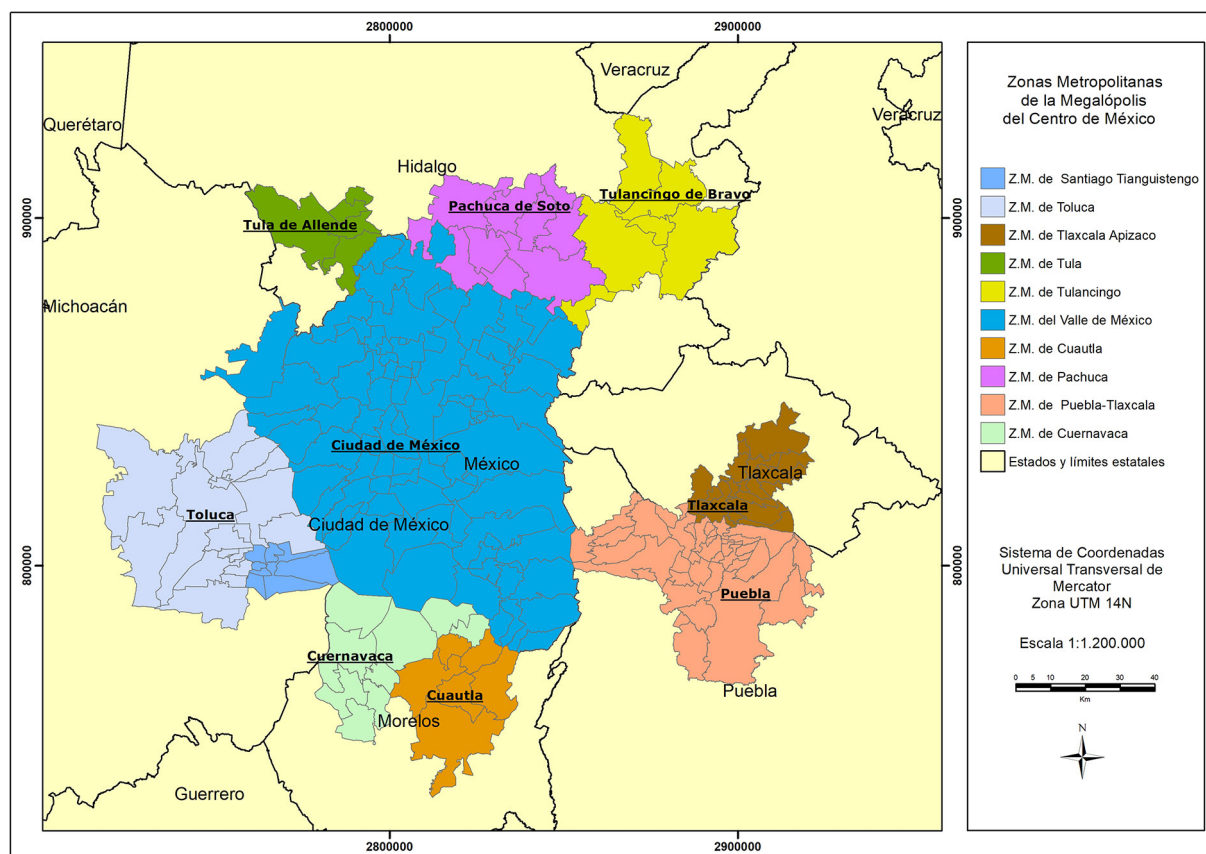 2800000
2900000
Veracruz
Veracruz
Querétaro
Hidalgo
Tulancingo de Bravo
Pachuca de Soto
Tula de Allende
900000
900000
Michoacán
Ciudad de México
México
Tlaxcala
Tlaxcala
Toluca
Ciudad de México
800000
800000
Puebla
Cuernavaca
Cuautla
Puebla
Morelos
Guerrero
2800000
2900000
Zonas Metropolitanas
de la Megalópolis
del Centro de México
Z.M. de Santiago Tianguistengo
Z.M. de Toluca
Z.M. de Tlaxcala Apizaco
Z.M. de Tula
Z.M. de Tulancingo
Z.M. del Valle de México
Z.M. de Cuautla
Z.M. de Pachuca
Z.M. de Puebla-Tlaxcala
Z.M. de Cuernavaca
Estados y límites estatales
Sistema de Coordenadas
Universal Transversal de
Mercator
Zona UTM 14N
Escala 1:1.200.000
0 5 10 20 30 40
Km
N